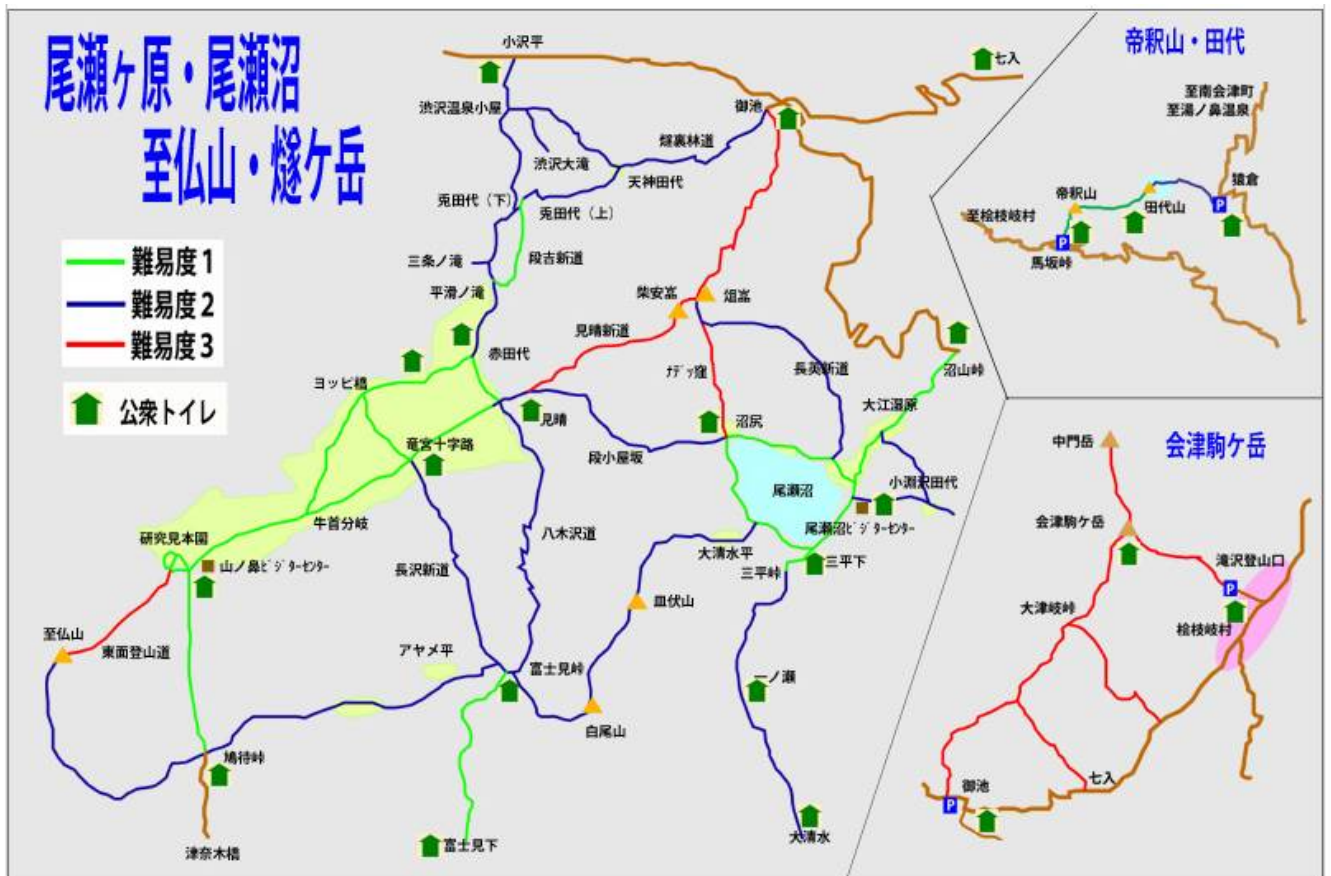 尾瀬ヶ原・尾瀬沼
至仏山・燧ケ岳
難易度1
難易度2
難易度3
公衆トイレ
小沢平
七入
渋沢温泉小屋
御池
燧裏林道
渋沢大滝
天神田代
兎田代（下）
兎田代（上）
三条ノ滝
段吉新道
平滑ノ滝
柴安嵓
俎嵓
見晴新道
赤田代
長英新道
沼山峠
ヨッピ橋
ﾅデッ窪
大江湿原
見晴
沼尻
竜宮十字路
段小屋坂
小淵沢田代
尾瀬沼
牛首分岐
尾瀬沼ﾋﾞｼﾞﾀｰｾﾝﾀｰ
研究見本園
八木沢道
大清水平
山ノ鼻ﾋﾞｼﾞﾀｰｾﾝﾀｰ
長沢新道
三平峠
三平下
皿伏山
至仏山
東面登山道
アヤメ平
富士見峠
一ノ瀬
白尾山
鳩待峠
大清水
富士見下
津奈木橋
帝釈山・田代
至南会津町
至湯ノ鼻温泉
猿倉
帝釈山
田代山
至桧枝岐村
P
P
馬坂峠
会津駒ケ岳
中門岳
会津駒ケ岳
滝沢登山口
P
大津岐峠
桧枝岐村
七入
御池
P